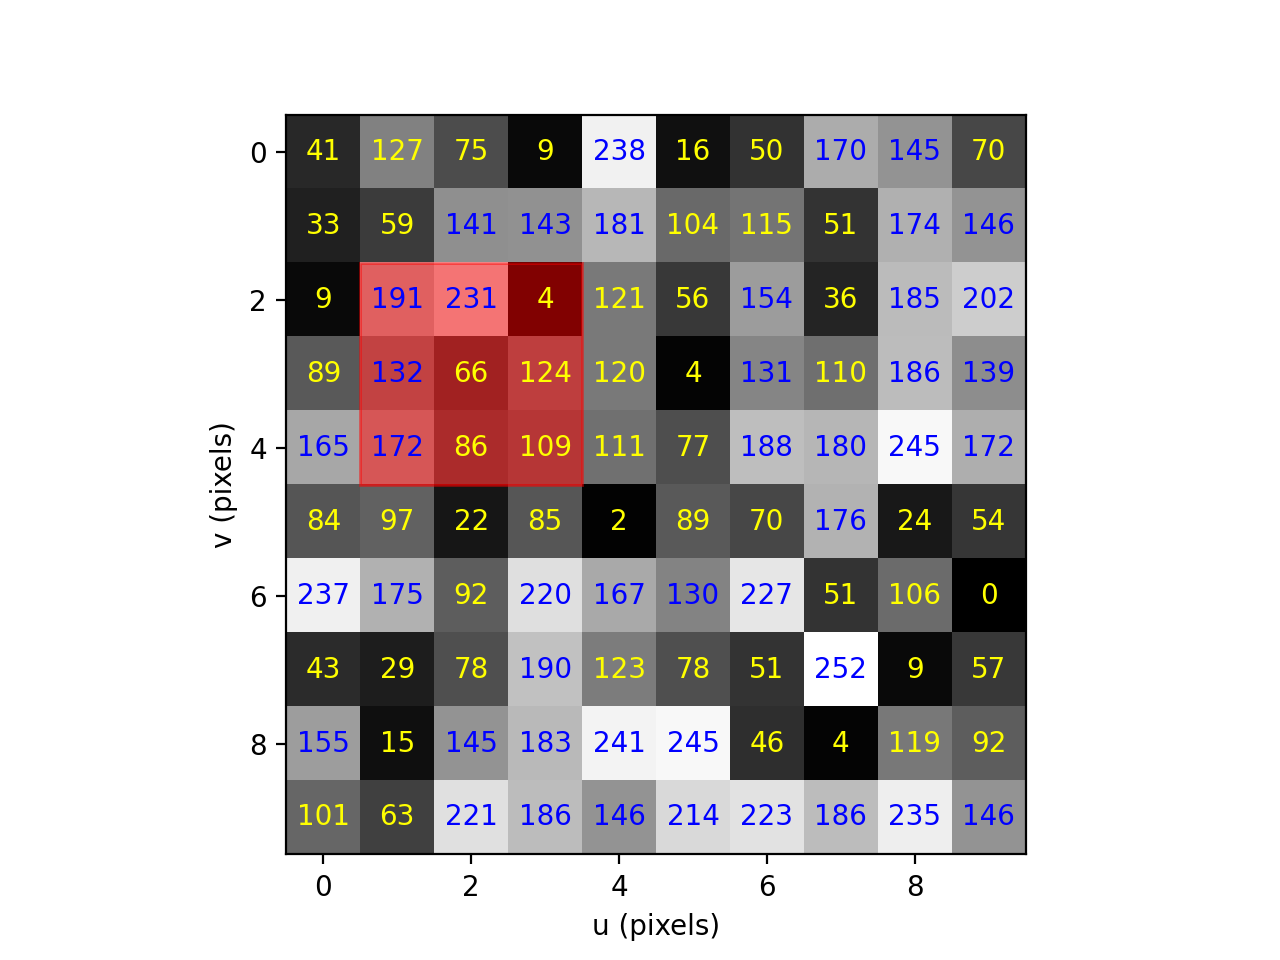 0 41 127 75 9 238 16 50 170 145 70
33 59 141 143 181 104 115 51 174 146
2 9 191 231 4 121 56 154 36 185 202
89 132 66 124 120 4 131 110 186 139
4 165 172 86 109 111 77 188 180 245 172
84 97 22 85 2 89 70 176 24 54
6 237 175 92 220 167 130 227 51 106 0
43 29 78 190 123 78 51 252 9 57
8 155 15 145 183 241 245 46 4 119 92
101 63 221 186 146 214 223 186 235 146
0 2 4 6 8
u (pixels)
v (pixels)